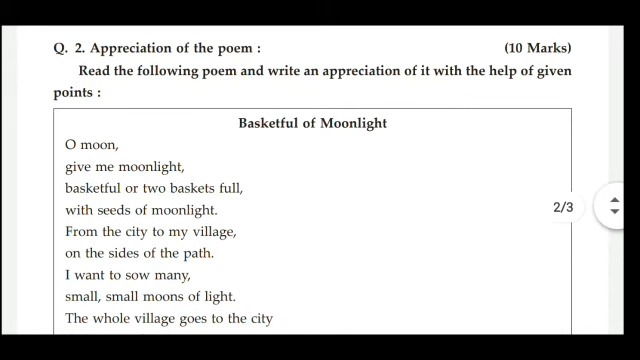 Q. 2. Appreciation of the poem : (10 Marks)
Read the following poem and write an appreciation of it with the help of given
points :
Basketful of Moonlight
O moon,
give me moonlight,
basketful or two baskets full,
with seeds of moonlight.
From the city to my village,
2/3
on the sides of the path.
I want to sow many,
small, small moons of light.
The whole village goes to the city